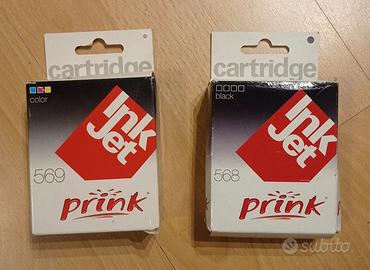 cartridge
color
Ink
Jet
569
prink®
cartridge
black
Ink
Jet
568
prink®
subito